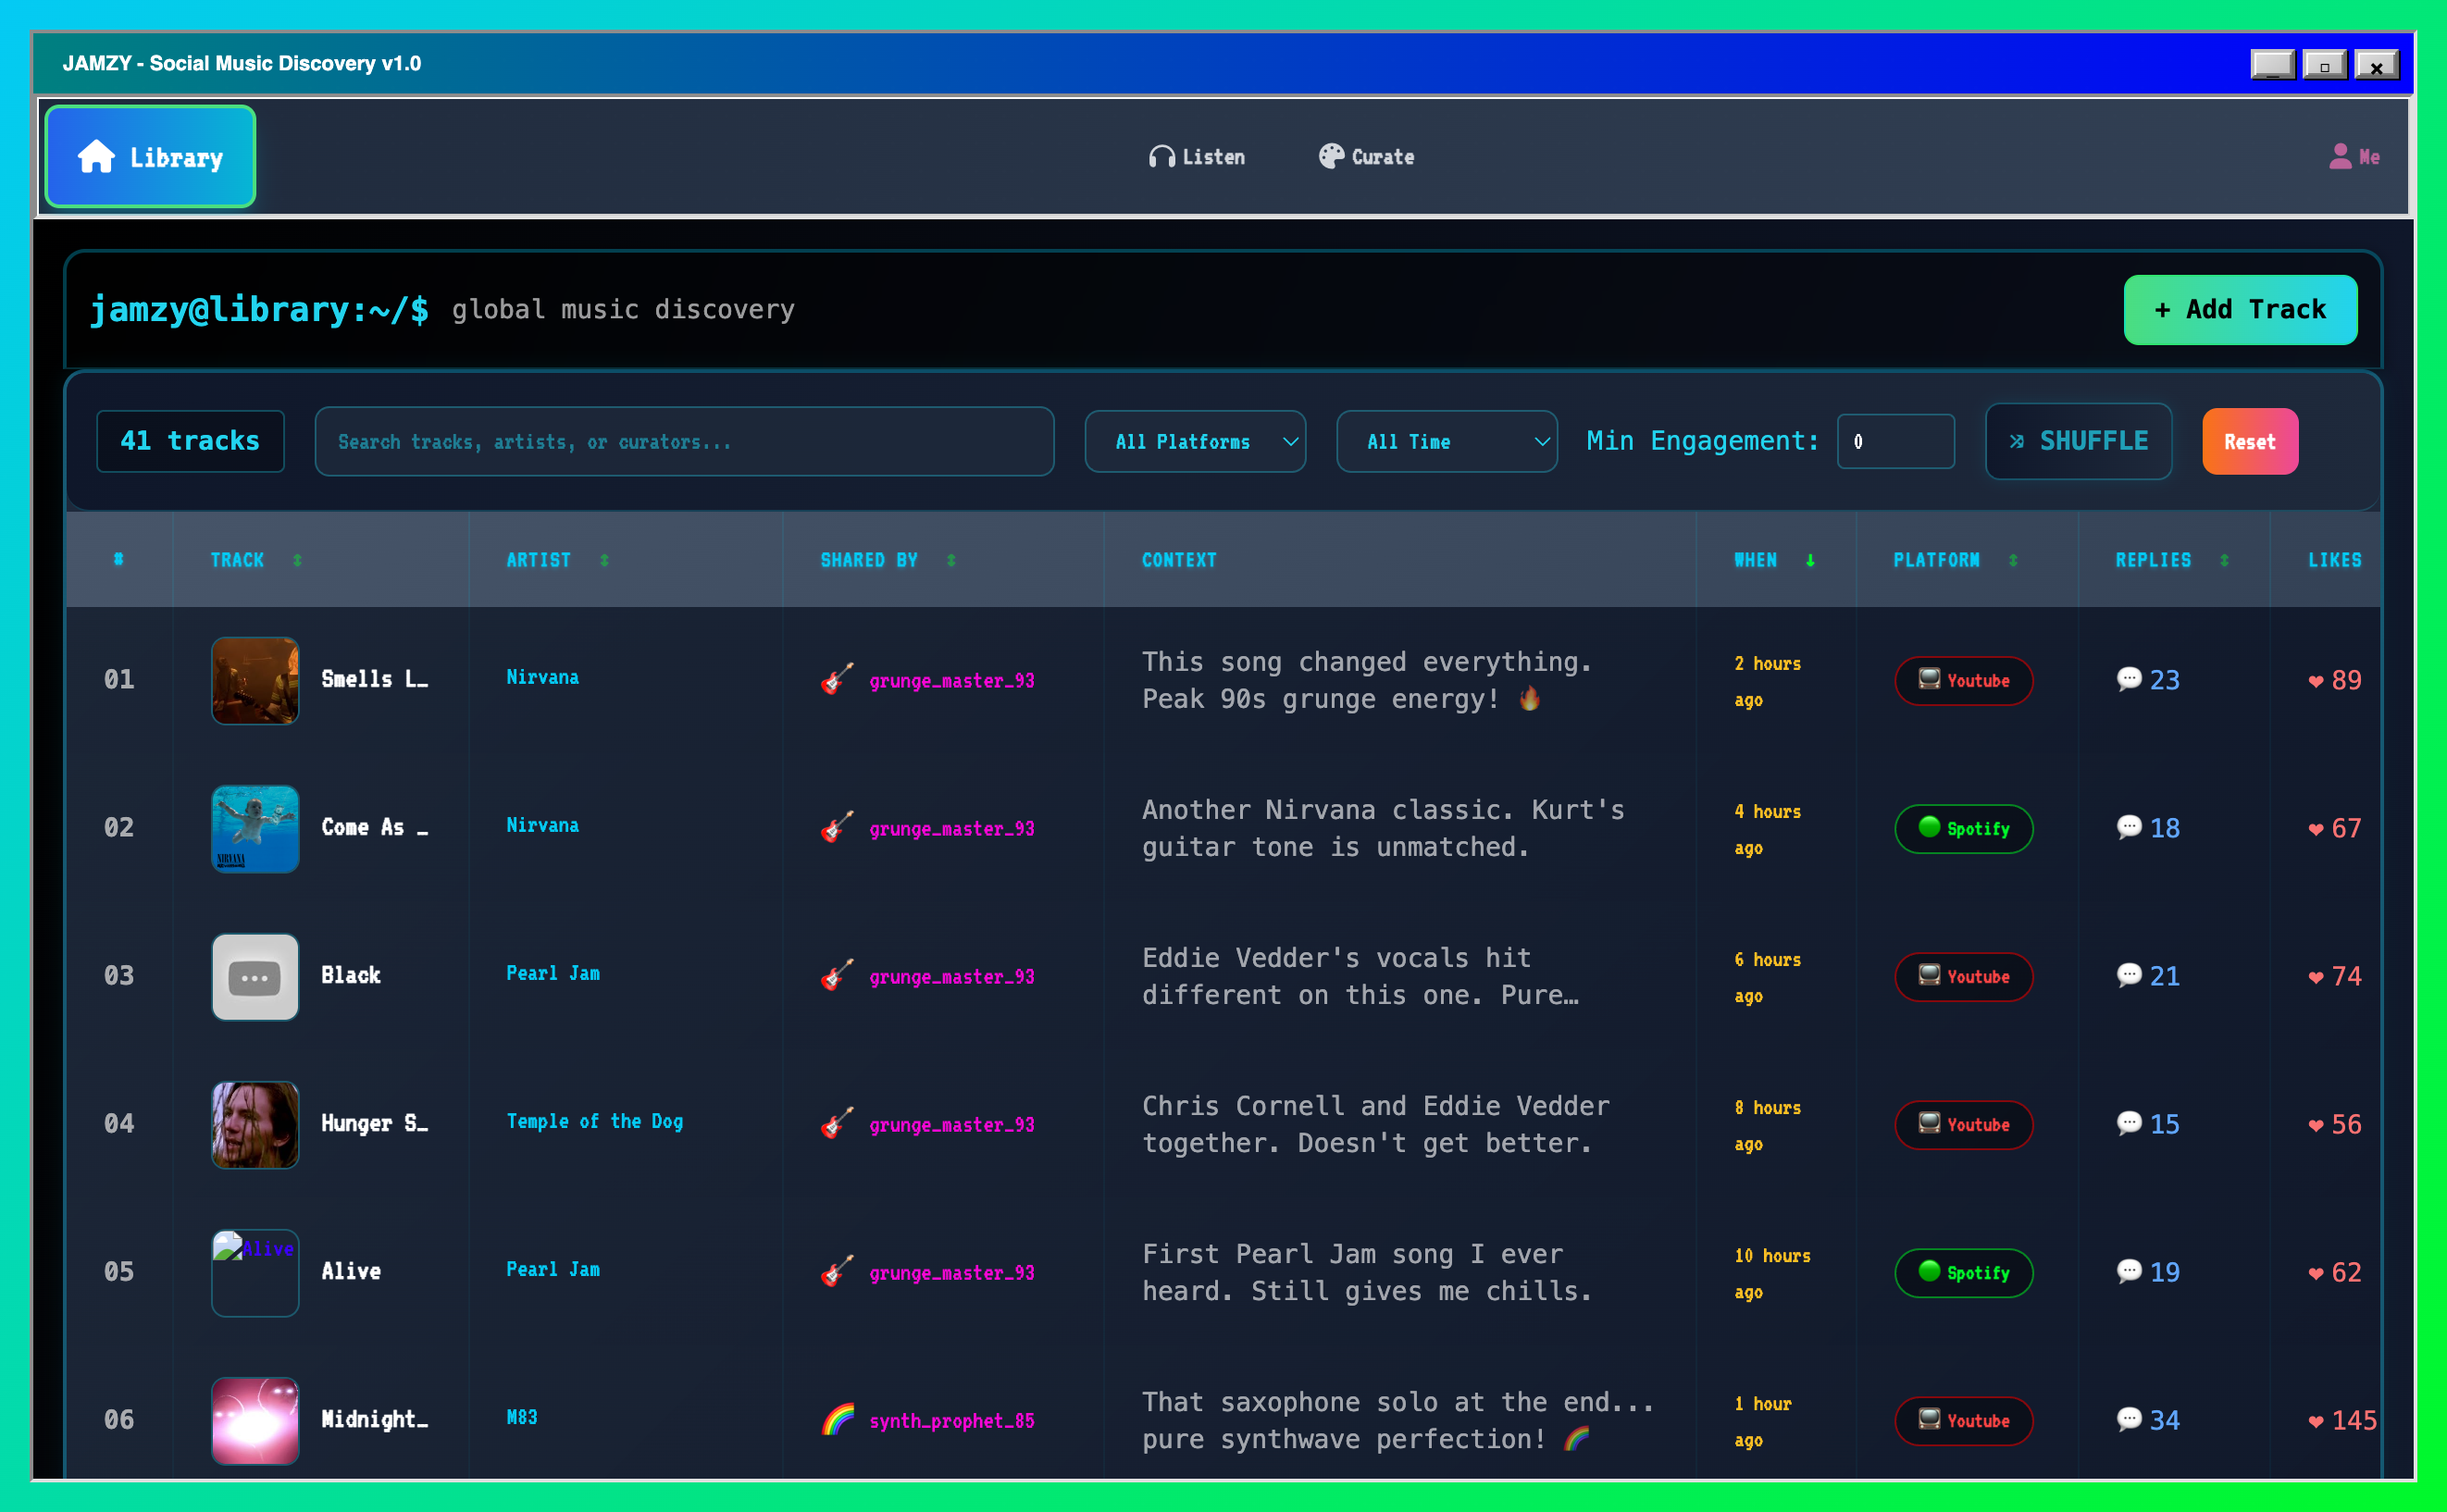 JAMZY - Social Music Discovery v1.0
Library
Listen
Curate
Me
jamzy@library:~/$ global music discovery
+ Add Track
41 tracks
Search tracks, artists, or curators...
All Platforms
All Time
Min Engagement: 0
SHUFFLE
Reset
# TRACK ARTIST SHARED BY CONTEXT WHEN PLATFORM REPLIES LIKES
01 Smells L… Nirvana grunge_master_93 This song changed everything. 2 hours Youtube 23 89
Peak 90s grunge energy! 🔥 ago
02 Come As … Nirvana grunge_master_93 Another Nirvana classic. Kurt's 4 hours Spotify 18 67
guitar tone is unmatched. ago
NIRVANA
03 Black Pearl Jam grunge_master_93 Eddie Vedder's vocals hit 6 hours Youtube 21 74
different on this one. Pure… ago
04 Hunger S… Temple of the Dog grunge_master_93 Chris Cornell and Eddie Vedder 8 hours Youtube 15 56
together. Doesn't get better. ago
05 Alive Alive Pearl Jam grunge_master_93 First Pearl Jam song I ever 10 hours Spotify 19 62
heard. Still gives me chills. ago
06 Midnight… M83 synth_prophet_85 That saxophone solo at the end... 1 hour Youtube 34 145
pure synthwave perfection! 🌈 ago